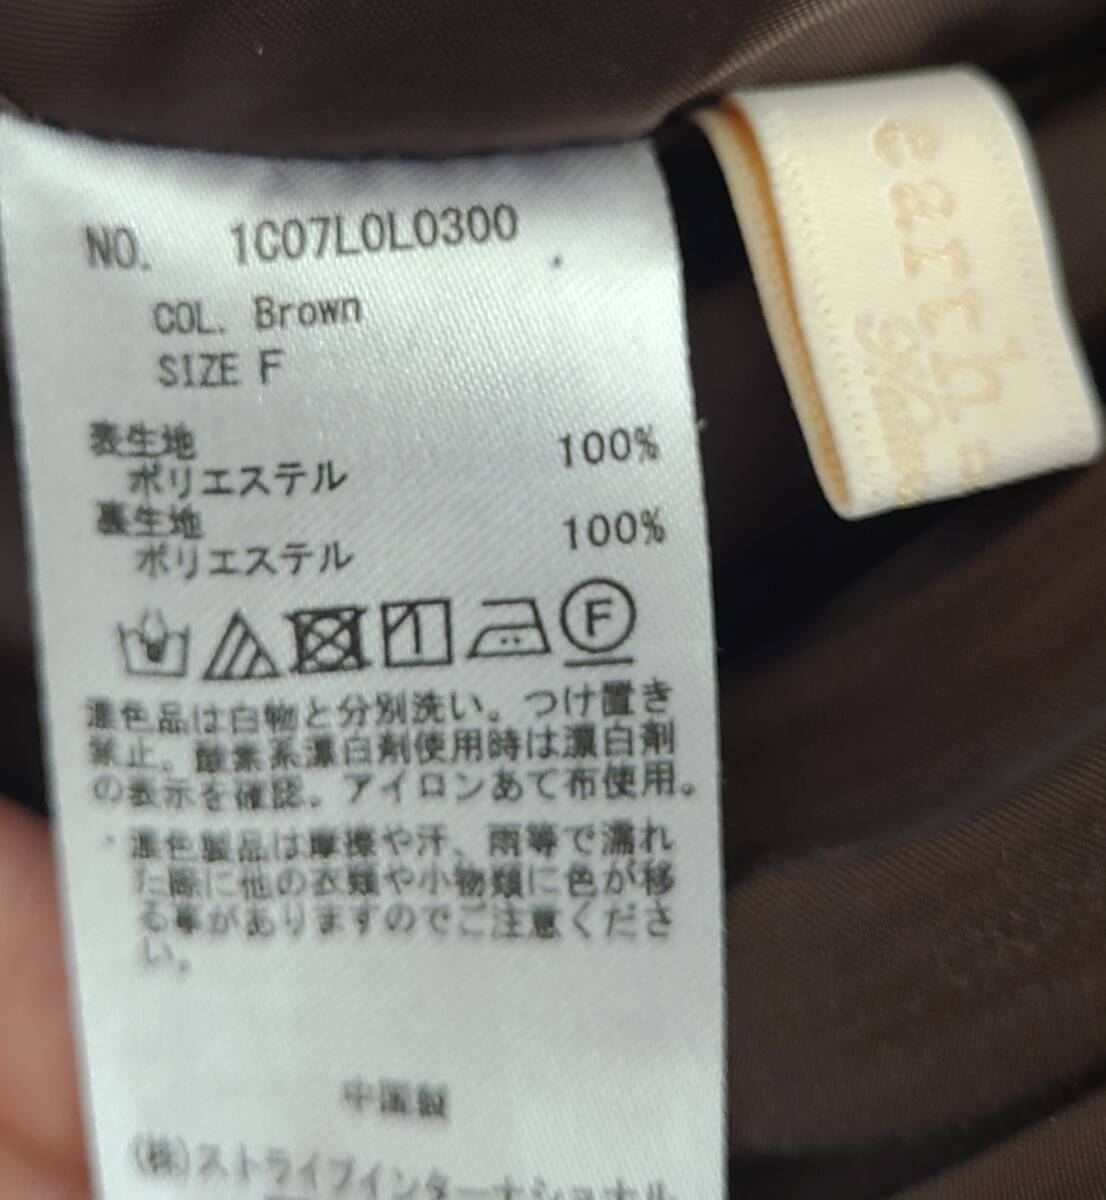 NO. 1C07L0L0300
COL. Brown
SIZE F
表生地
ポリエステル 100%
裏生地
ポリエステル 100%
F
濃色品は白物と分別洗い。つけ置き
禁止。酸素系漂白剤使用時は漂白剤
の表示を確認。アイロンあて布使用。
・濃色製品は摩擦や汗、雨等で濡れ
た際に他の衣類や小物類に色が移
る事がありますのでご注意くださ
い。
中国製
(株)ストライプインターナショナル
earth